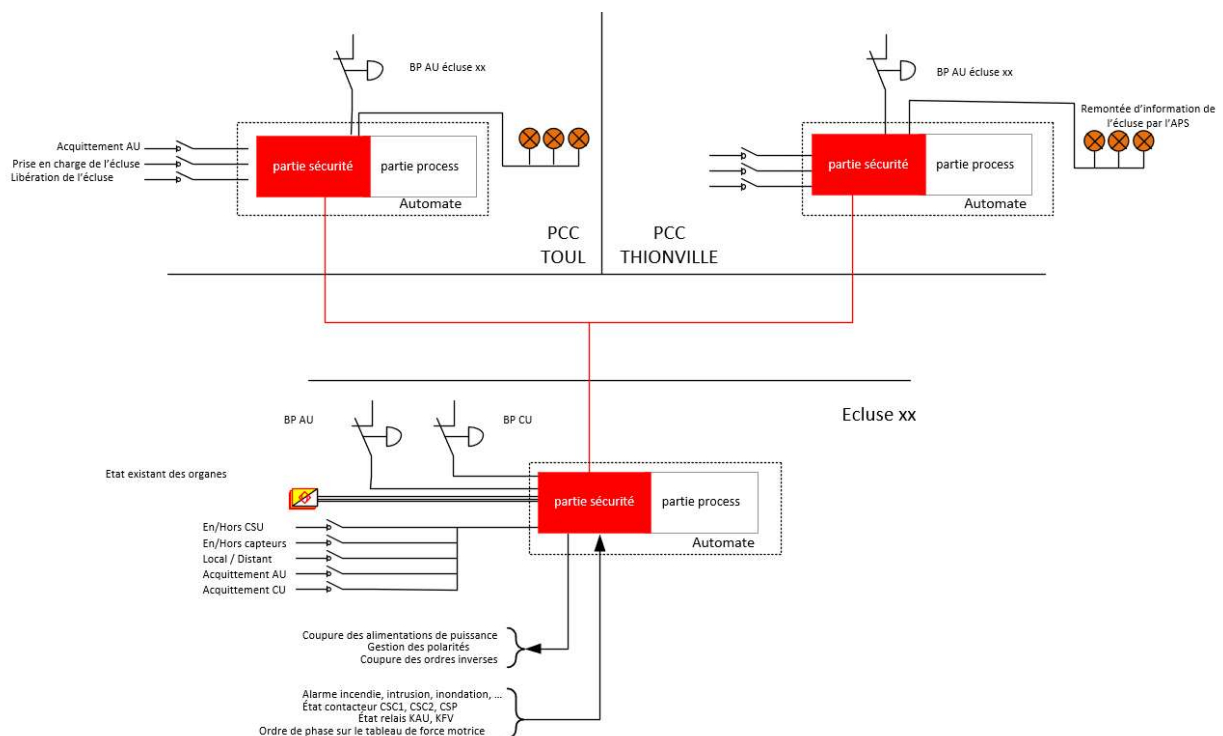 BP AU écluse xx
BP AU écluse xx
Remontée d'information de
l'écluse par l'APS
Acquittement AU
Prise en charge de l'écluse
Libération de l'écluse
partie sécurité
partie process
Automate
partie sécurité
partie process
Automate
PCC
TOUL
PCC
THIONVILLE
Ecluse xx
BP AU
BP CU
Etat existant des organes
partie sécurité
partie process
Automate
En/Hors CSU
En/Hors capteurs
Local / Distant
Acquittement AU
Acquittement CU
Coupure des alimentations de puissance
Gestion des polarités
Coupure des ordres inverses
Alarme incendie, intrusion, inondation, ...
État contacteur CSC1, CSC2, CSP
État relais KAU, KFV
Ordre de phase sur le tableau de force motrice